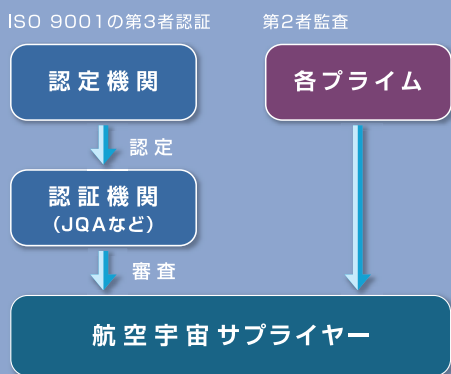 ISO 9001の第3者認証
第2者監査
認定機関
各プライム
認定
認証機関
(JQAなど)
審査
航空宇宙サプライヤー